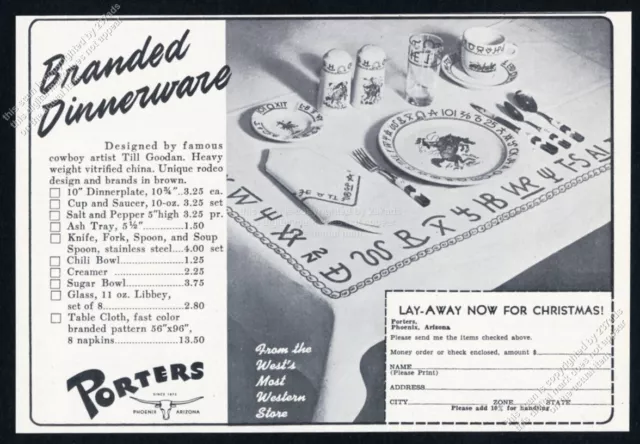 Branded
Dinnerware
Designed by famous
cowboy artist Till Goodan. Heavy
weight vitrified china. Unique rodeo
design and brands in brown.
10" Dinnerplate, 10¾"..3.25 ea.
Cup and Saucer, 10-oz. 3.25 set
Salt and Pepper 5"high 3.25 pr.
Ash Tray, 5½"..........1.50
Knife, Fork, Spoon, and Soup
Spoon, stainless steel....4.00 set
Chili Bowl...................1.25
Creamer ...................2.25
Sugar Bowl................3.75
Glass, 11 oz. Libbey,
set of 8......................2.80
Table Cloth, fast color
branded pattern 56"x96",
8 napkins..................13.50
PORTERS
SINCE 1875
PHOENIX ARIZONA
From the
West's
Most
Western
Store
LAY-AWAY NOW FOR CHRISTMAS!
Porters,
Phoenix, Arizona
Please send me the items checked above.
Money order or check enclosed, amount $
NAME
(Please Print)
ADDRESS
CITY ZONE STATE
Please add 10% for handling.